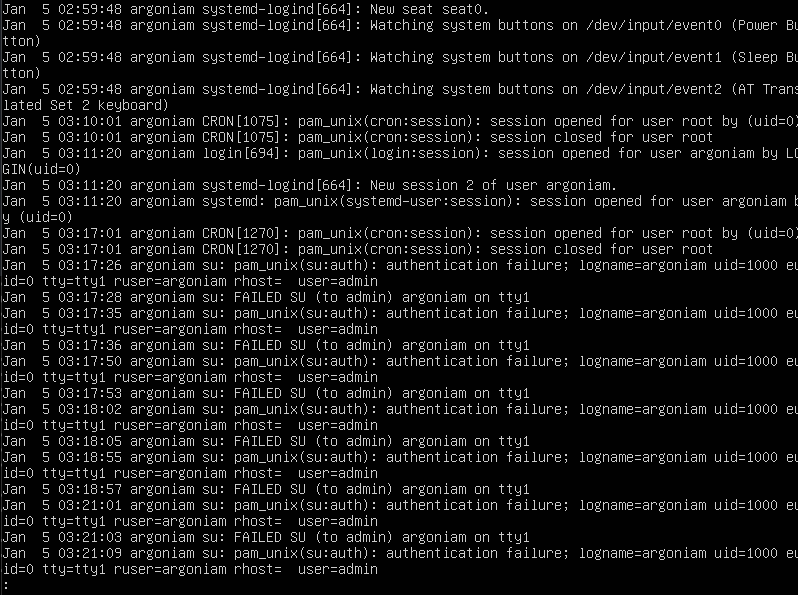 Jan  5 02:59:48 argoniam systemd-logind[664]: New seat seat0.
Jan  5 02:59:48 argoniam systemd-logind[664]: Watching system buttons on /dev/input/event0 (Power Bu
tton)
Jan  5 02:59:48 argoniam systemd-logind[664]: Watching system buttons on /dev/input/event1 (Sleep Bu
tton)
Jan  5 02:59:48 argoniam systemd-logind[664]: Watching system buttons on /dev/input/event2 (AT Trans
lated Set 2 keyboard)
Jan  5 03:10:01 argoniam CRON[1075]: pam_unix(cron:session): session opened for user root by (uid=0)
Jan  5 03:10:01 argoniam CRON[1075]: pam_unix(cron:session): session closed for user root
Jan  5 03:11:20 argoniam login[694]: pam_unix(login:session): session opened for user argoniam by LO
GIN(uid=0)
Jan  5 03:11:20 argoniam systemd-logind[664]: New session 2 of user argoniam.
Jan  5 03:11:20 argoniam systemd: pam_unix(systemd-user:session): session opened for user argoniam b
y (uid=0)
Jan  5 03:17:01 argoniam CRON[1270]: pam_unix(cron:session): session opened for user root by (uid=0)
Jan  5 03:17:01 argoniam CRON[1270]: pam_unix(cron:session): session closed for user root
Jan  5 03:17:26 argoniam su: pam_unix(su:auth): authentication failure; logname=argoniam uid=1000 eu
id=0 tty=tty1 ruser=argoniam rhost=  user=admin
Jan  5 03:17:28 argoniam su: FAILED SU (to admin) argoniam on tty1
Jan  5 03:17:35 argoniam su: pam_unix(su:auth): authentication failure; logname=argoniam uid=1000 eu
id=0 tty=tty1 ruser=argoniam rhost=  user=admin
Jan  5 03:17:36 argoniam su: FAILED SU (to admin) argoniam on tty1
Jan  5 03:17:50 argoniam su: pam_unix(su:auth): authentication failure; logname=argoniam uid=1000 eu
id=0 tty=tty1 ruser=argoniam rhost=  user=admin
Jan  5 03:17:53 argoniam su: FAILED SU (to admin) argoniam on tty1
Jan  5 03:18:02 argoniam su: pam_unix(su:auth): authentication failure; logname=argoniam uid=1000 eu
id=0 tty=tty1 ruser=argoniam rhost=  user=admin
Jan  5 03:18:05 argoniam su: FAILED SU (to admin) argoniam on tty1
Jan  5 03:18:55 argoniam su: pam_unix(su:auth): authentication failure; logname=argoniam uid=1000 eu
id=0 tty=tty1 ruser=argoniam rhost=  user=admin
Jan  5 03:18:57 argoniam su: FAILED SU (to admin) argoniam on tty1
Jan  5 03:21:01 argoniam su: pam_unix(su:auth): authentication failure; logname=argoniam uid=1000 eu
id=0 tty=tty1 ruser=argoniam rhost=  user=admin
Jan  5 03:21:03 argoniam su: FAILED SU (to admin) argoniam on tty1
Jan  5 03:21:09 argoniam su: pam_unix(su:auth): authentication failure; logname=argoniam uid=1000 eu
id=0 tty=tty1 ruser=argoniam rhost=  user=admin
: